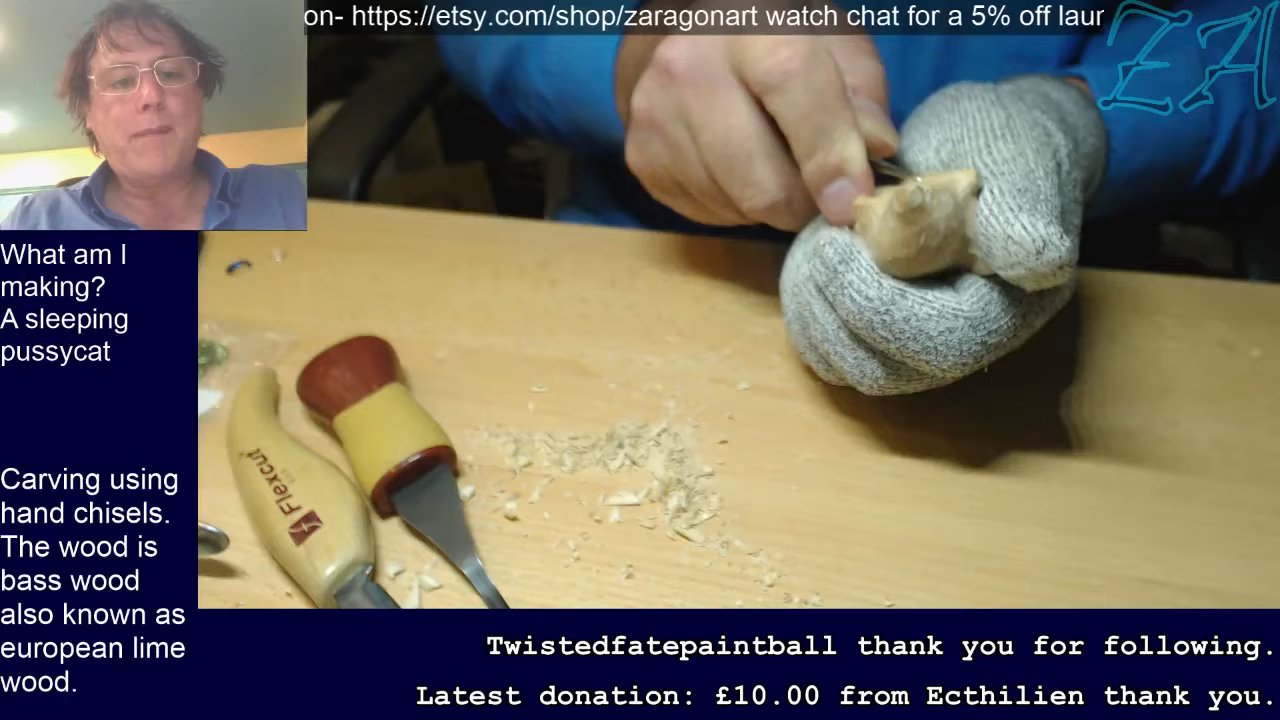 on- https://etsy.com/shop/zaragonart watch chat for a 5% off laur
ZA
What am I
making?
A sleeping
pussycat
Carving using
hand chisels.
The wood is
bass wood
also known as
european lime
wood.
Flexcut
Twistedfatepaintball thank you for following.
Latest donation: £10.00 from Ecthilien thank you.